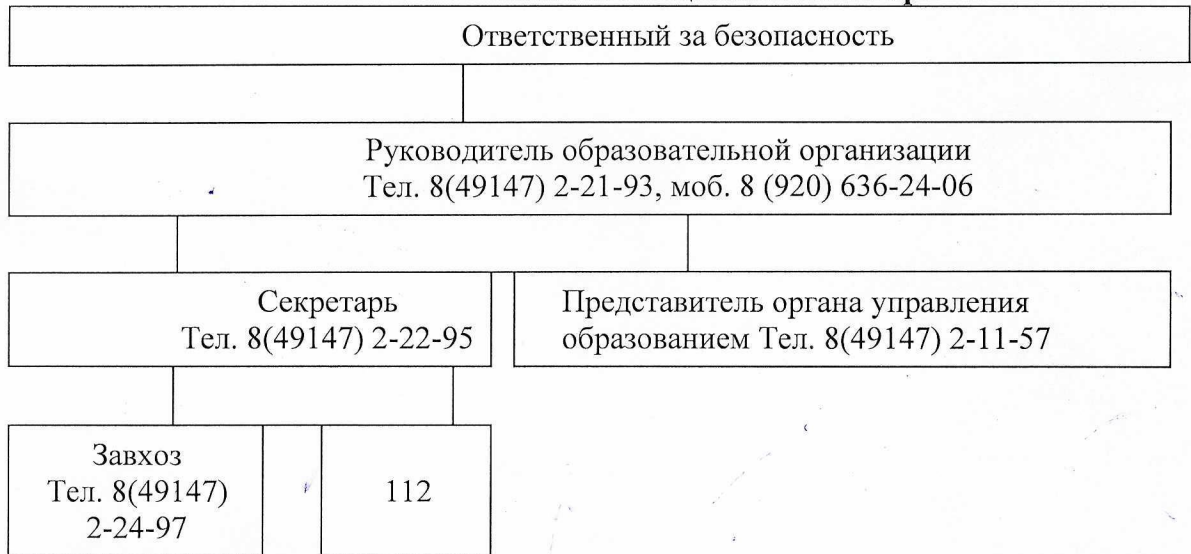 Ответственный за безопасность
Руководитель образовательной организации
Тел. 8(49147) 2-21-93, моб. 8 (920) 636-24-06
Секретарь
Тел. 8(49147) 2-22-95
Представитель органа управления
образованием Тел. 8(49147) 2-11-57
Завхоз
Тел. 8(49147)
2-24-97
112